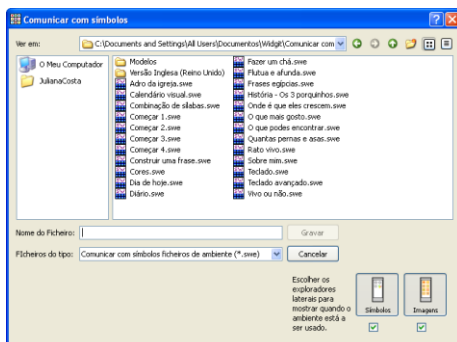 Comunicar com símbolos
Ver em:
C:\Documents and Settings\All Users\Documentos\Widgit\Comunicar com
O Meu Computador
JulianaCosta
Modelos
Versão Inglesa (Reino Unido)
Adro da igreja.swe
Calendário visual.swe
Combinação de sílabas.swe
Começar 1.swe
Começar 2.swe
Começar 3.swe
Começar 4.swe
Construir uma frase.swe
Cores.swe
Dia de hoje.swe
Diário.swe
Fazer um chá.swe
Flutua e afunda.swe
Frases egípcias.swe
História - Os 3 porquinhos.swe
Onde é que eles crescem.swe
O que mais gosto.swe
O que podes encontrar.swe
Quantas pernas e asas.swe
Rato vivo.swe
Sobre mim.swe
Teclado.swe
Teclado avançado.swe
Vivo ou não.swe
Nome do Ficheiro:
Gravar
FIcheiros do tipo:
Comunicar com símbolos ficheiros de ambiente (*.swe)
Cancelar
Escolher os
exploradores
laterais para
mostrar quando o
ambiente está a
ser usado.
Símbolos
Imagens